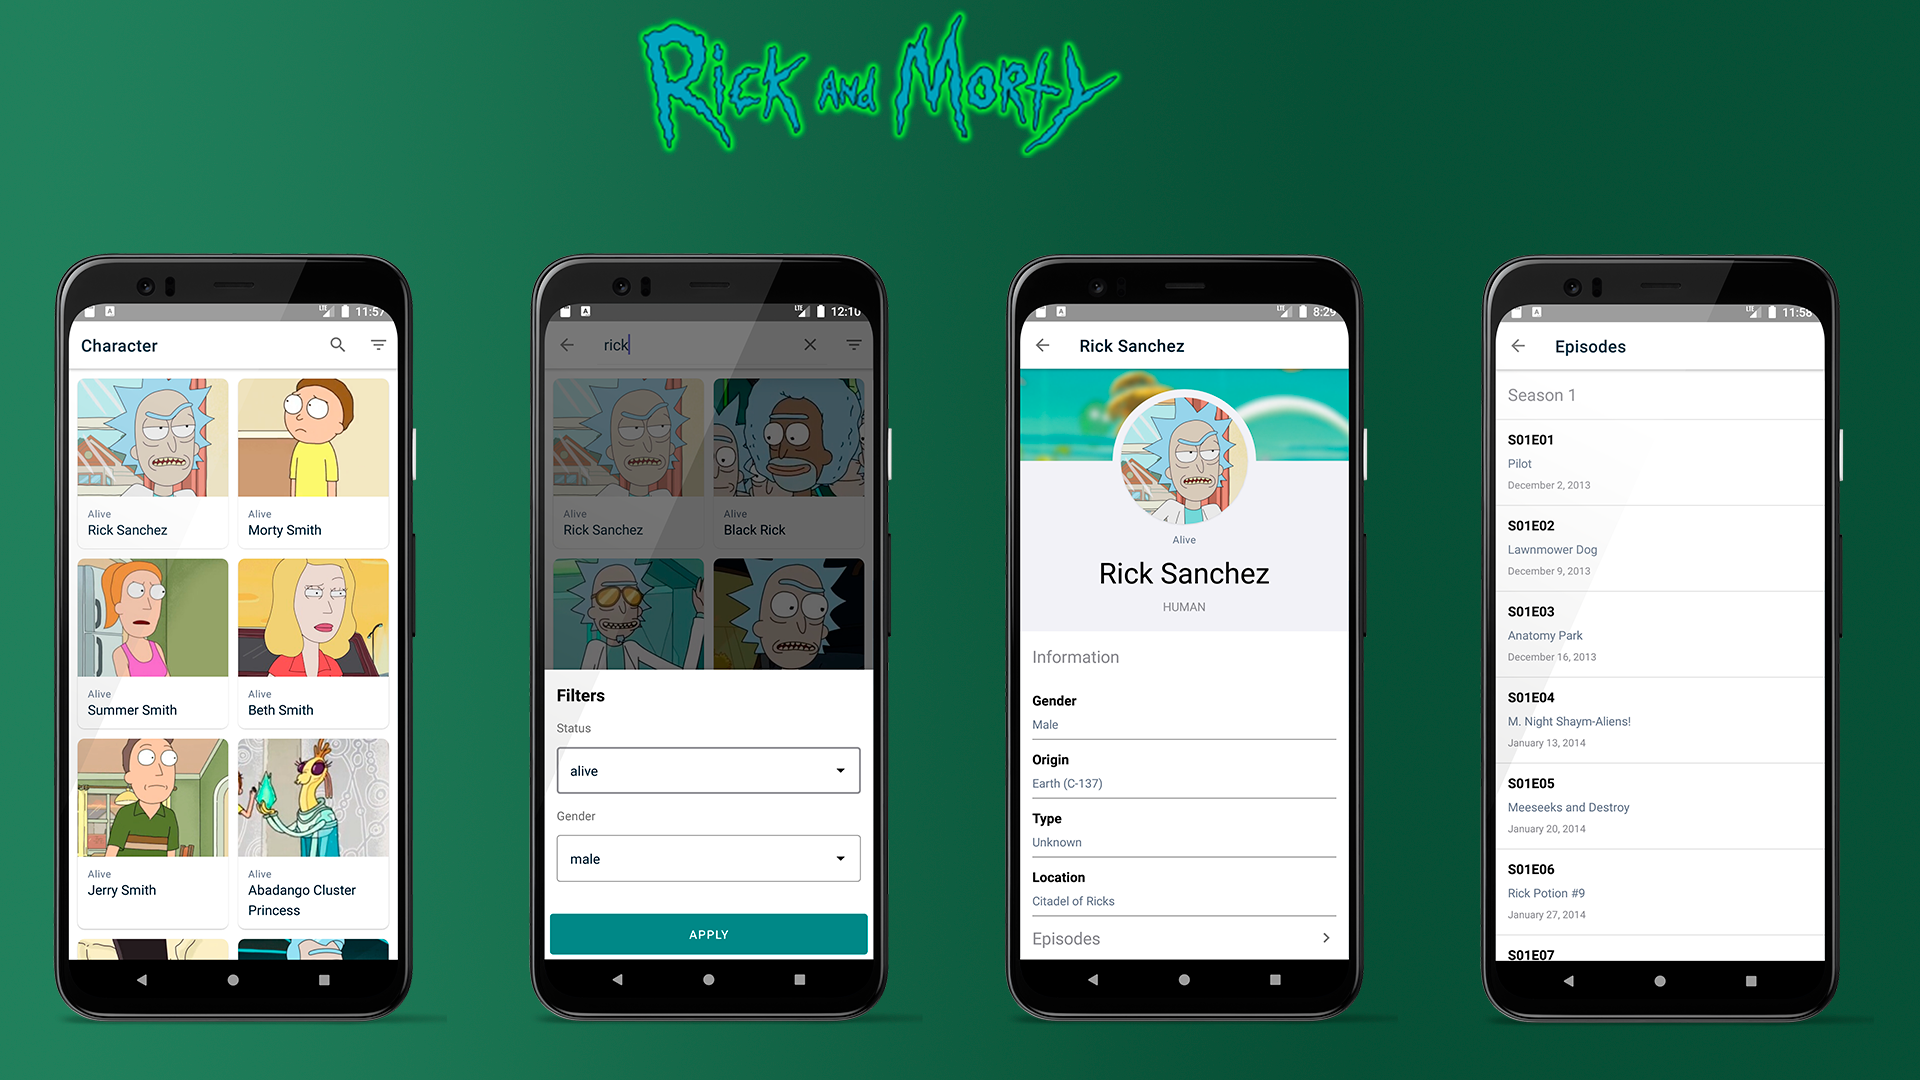 Rick and Morty
11:57
Character
Alive
Rick Sanchez
Alive
Morty Smith
Alive
Summer Smith
Alive
Beth Smith
Alive
Jerry Smith
Alive
Abadango Cluster
Princess
LTE
12:10
rick
Alive
Rick Sanchez
Alive
Black Rick
Filters
Status
alive
Gender
male
APPLY
LTE
8:29
Rick Sanchez
Alive
Rick Sanchez
HUMAN
Information
Gender
Male
Origin
Earth (C-137)
Type
Unknown
Location
Citadel of Ricks
Episodes
LTE
11:58
Episodes
Season 1
S01E01
Pilot
December 2, 2013
S01E02
Lawnmower Dog
December 9, 2013
S01E03
Anatomy Park
December 16, 2013
S01E04
M. Night Shaym-Aliens!
January 13, 2014
S01E05
Meeseeks and Destroy
January 20, 2014
S01E06
Rick Potion #9
January 27, 2014
S01E07